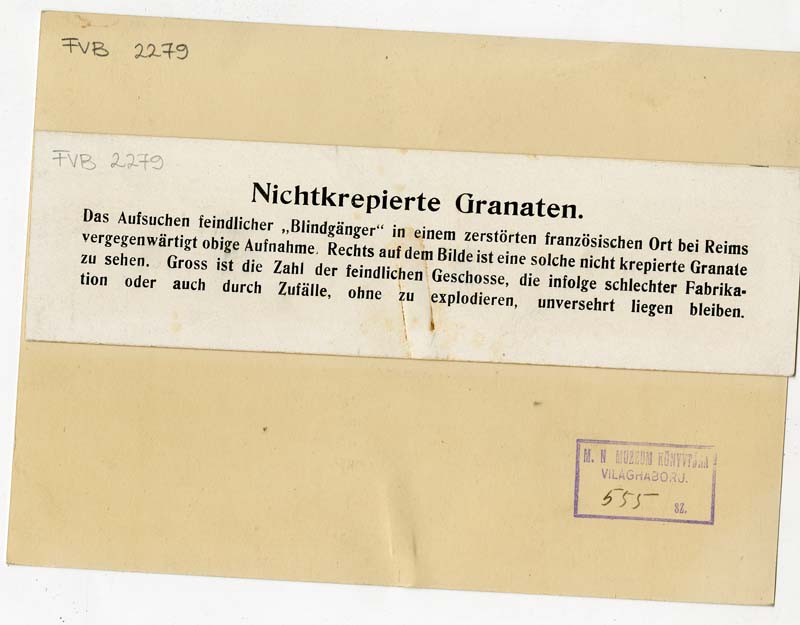 FVB 2279
FVB 2279
Nichtkrepierte Granaten.
Das Aufsuchen feindlicher „Blindgänger“ in einem zerstörten französischen Ort bei Reims
vergegenwärtigt obige Aufnahme. Rechts auf dem Bilde ist eine solche nicht krepierte Granate
zu sehen. Gross ist die Zahl der feindlichen Geschosse, die infolge schlechter Fabrika-
tion oder auch durch Zufälle, ohne zu explodieren, unversehrt liegen bleiben.
M. N. MUZEUM KÖNYVTÁRA
VILÁGHÁBORU.
555 SZ.